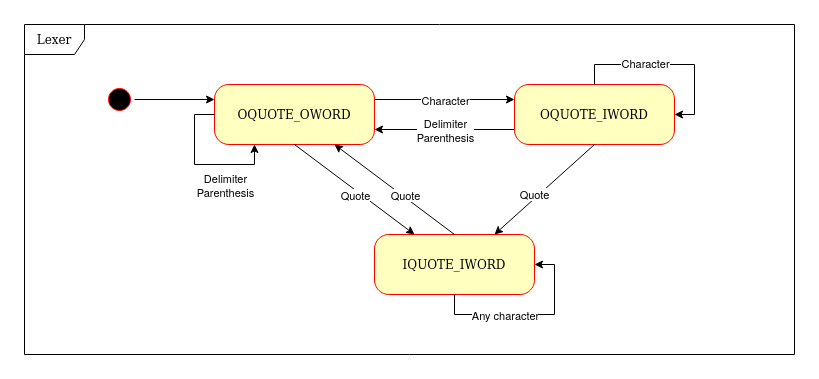 Lexer
Character
OQUOTE_OWORD
Character
OQUOTE_IWORD
Delimiter
Parenthesis
Delimiter
Parenthesis
Quote
Quote
Quote
IQUOTE_IWORD
Any character